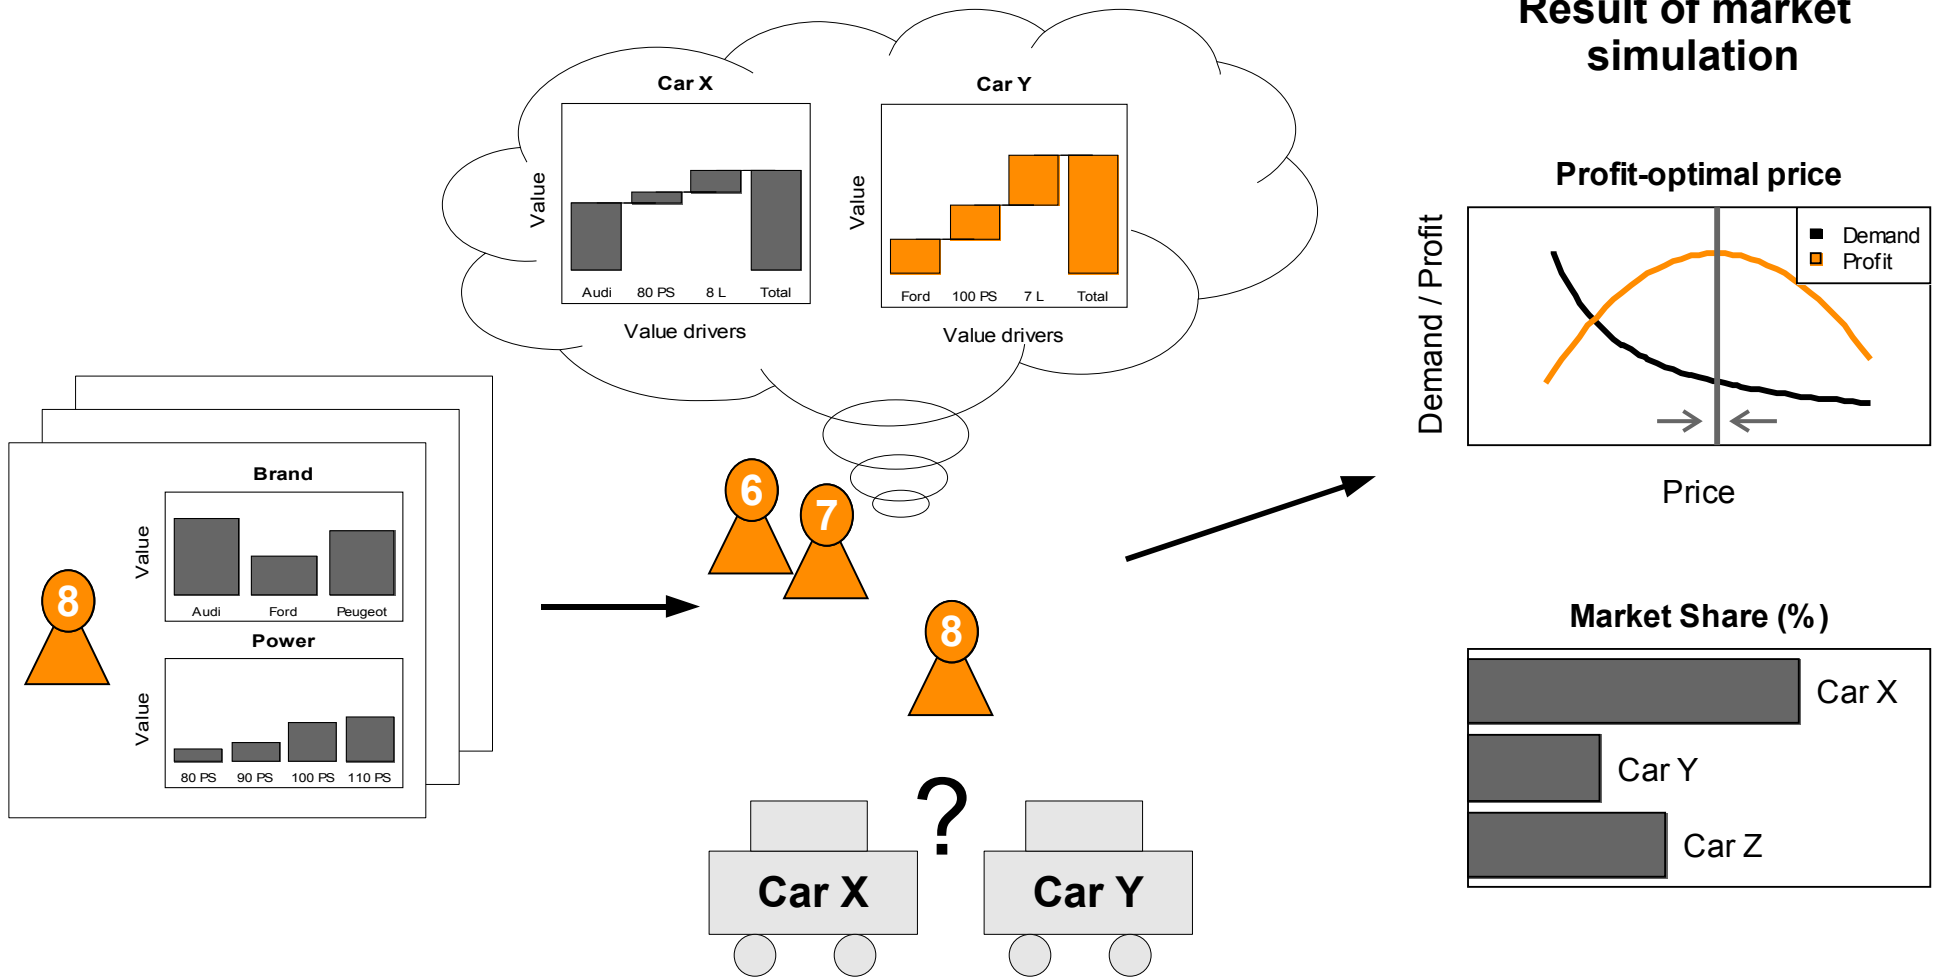 Result of market
simulation
Car X
Value
Audi 80 PS 8 L Total
Value drivers
Car Y
Value
Ford 100 PS 7 L Total
Value drivers
Brand
Value
Audi Ford Peugeot
8
Power
Value
80 PS 90 PS 100 PS 110 PS
6
7
8
?
Car X
Car Y
Profit-optimal price
Demand / Profit
Demand
Profit
Price
Market Share (%)
Car X
Car Y
Car Z